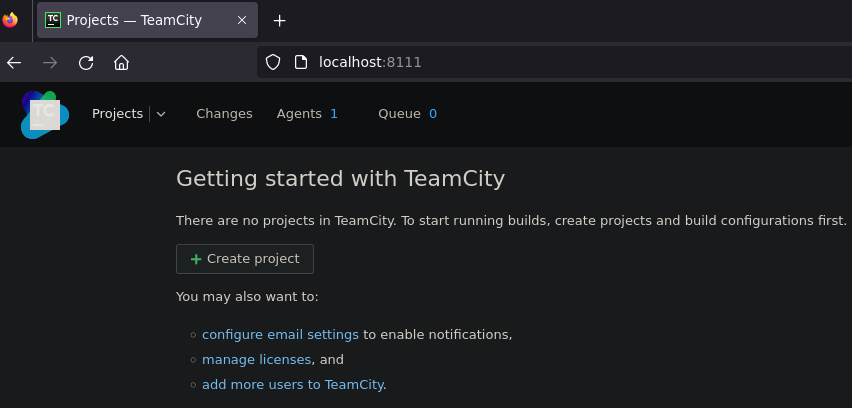 TC Projects — TeamCity
localhost:8111
TC Projects Changes Agents 1 Queue 0
Getting started with TeamCity
There are no projects in TeamCity. To start running builds, create projects and build configurations first.
+ Create project
You may also want to:
configure email settings to enable notifications,
manage licenses, and
add more users to TeamCity.